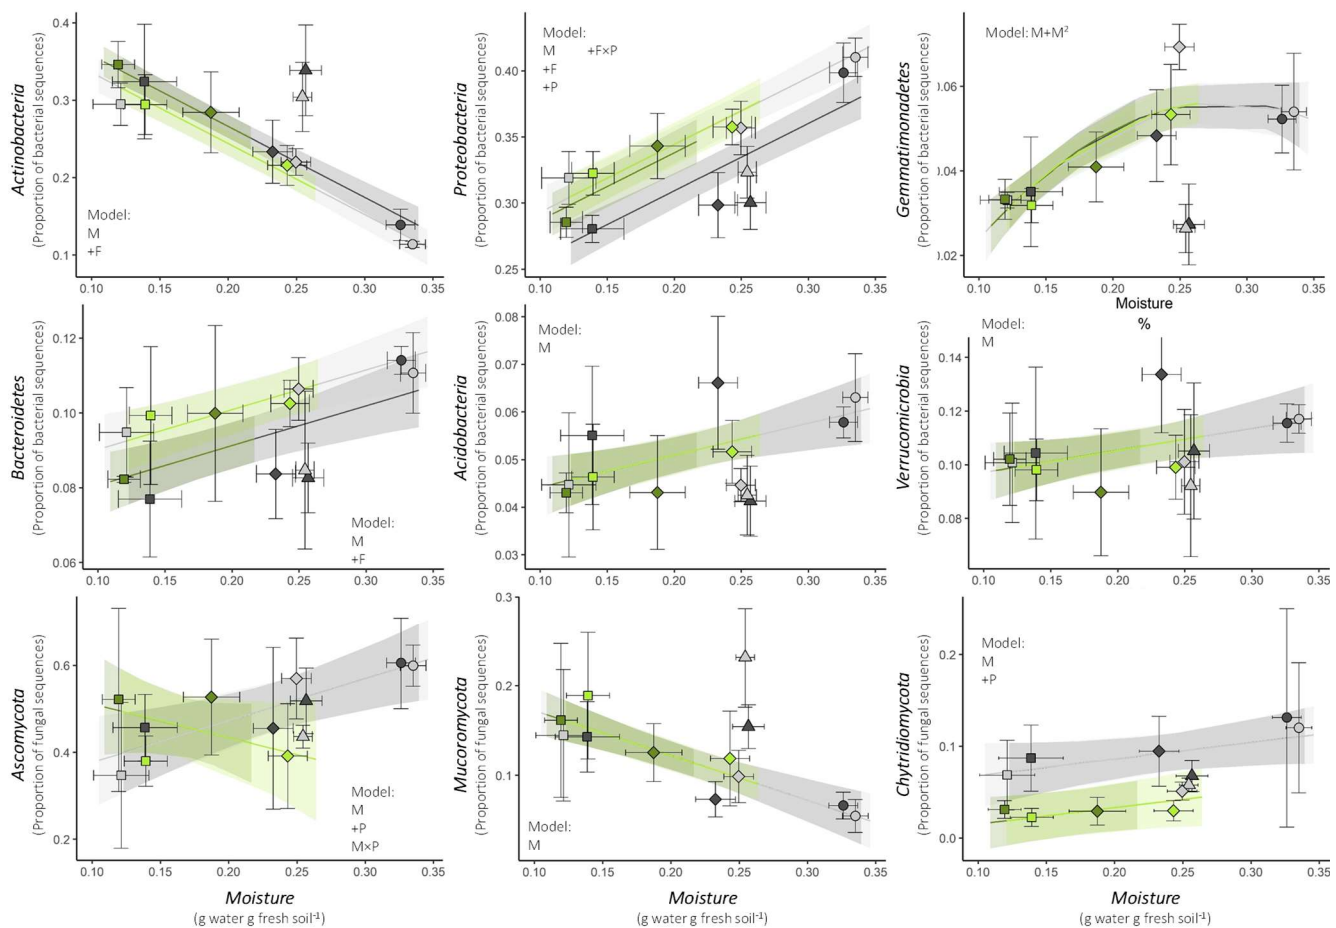 Actinobacteria
(Proportion of bacterial sequences)
0.4
0.3
0.2
0.1
Model:
M
+F
0.10 0.15 0.20 0.25 0.30 0.35
Proteobacteria
(Proportion of bacterial sequences)
0.40
0.35
0.30
0.25
Model:
M +F×P
+F
+P
0.10 0.15 0.20 0.25 0.30 0.35
Gemmatimonadetes
(Proportion of bacterial sequences)
Model: M+M²
.06
.04
.02
0.10 0.15 0.20 0.25 0.30 0.35
Moisture
%
Bacteroidetes
(Proportion of bacterial sequences)
0.12
0.10
0.08
0.06
Model:
M
+F
0.10 0.15 0.20 0.25 0.30 0.35
Acidobacteria
(Proportion of bacterial sequences)
0.08
0.07
0.06
0.05
0.04
0.03
Model:
M
0.10 0.15 0.20 0.25 0.30 0.35
Verrucomicrobia
(Proportion of bacterial sequences)
Model:
M
0.14
0.12
0.10
0.08
0.10 0.15 0.20 0.25 0.30 0.35
Ascomycota
(Proportion of fungal sequences)
0.6
0.4
0.2
Model:
M
+P
M×P
0.10 0.15 0.20 0.25 0.30 0.35
Moisture
(g water g fresh soil⁻¹)
Mucoromycota
(Proportion of fungal sequences)
0.3
0.2
0.1
Model:
M
0.10 0.15 0.20 0.25 0.30 0.35
Moisture
(g water g fresh soil⁻¹)
Chytridiomycota
(Proportion of fungal sequences)
0.2
0.1
0.0
Model:
M
+P
0.10 0.15 0.20 0.25 0.30 0.35
Moisture
(g water g fresh soil⁻¹)